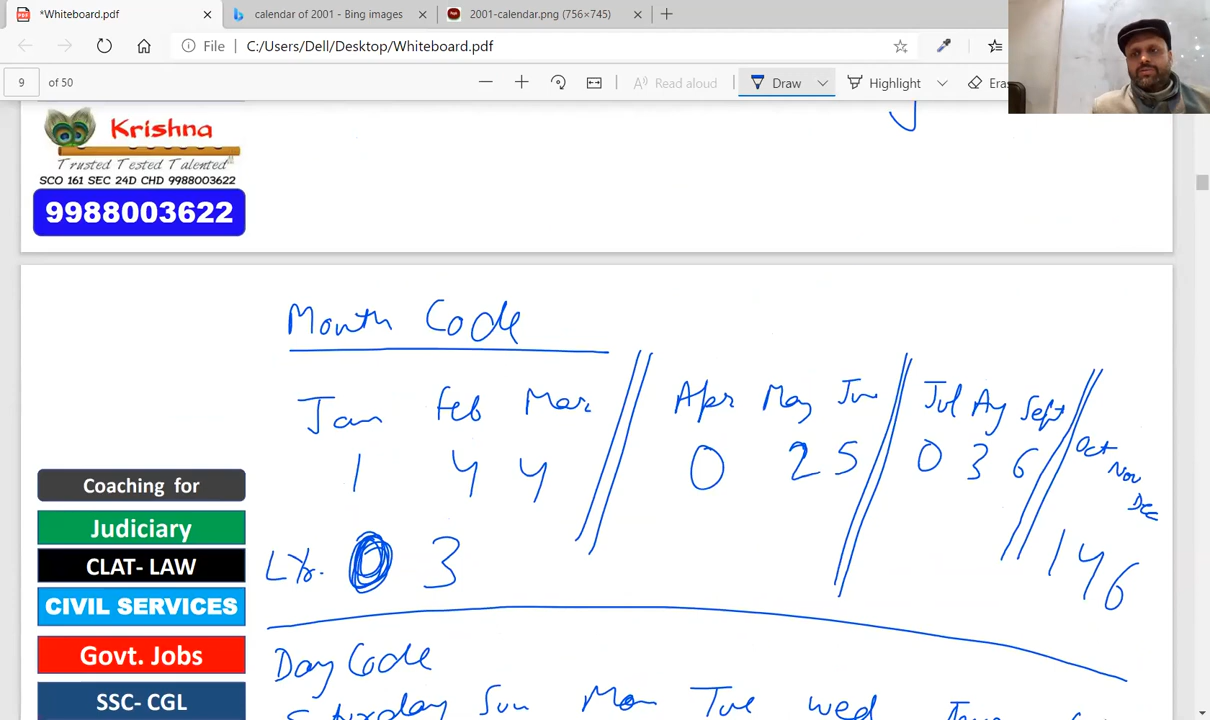 *Whiteboard.pdf
calendar of 2001 - Bing images
2001-calendar.png (756×745)
File
C:/Users/Dell/Desktop/Whiteboard.pdf
9 of 50
Read aloud
Draw
Highlight
Eras
Krishna
Trusted Tested Talented
SCO 161 SEC 24D CHD 9988003622
9988003622
Month Code
Jan Feb Mar Apr May Jun Jul Aug Sept Oct Nov Dec
1 4 4 0 2 5 0 3 6
L Yr. 0 3
1 4 6
Coaching for
Judiciary
CLAT- LAW
CIVIL SERVICES
Govt. Jobs
SSC- CGL
Day Code
Saturday Sun Mon Tue wed